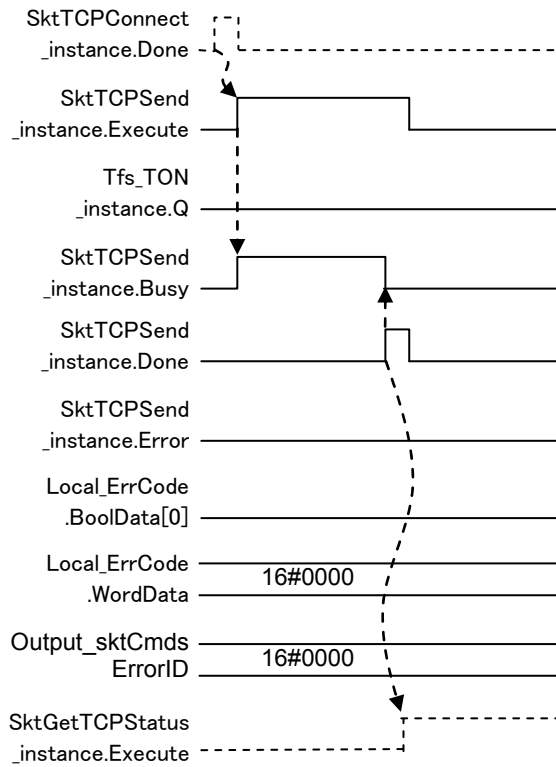 SktTCPConnect
_instance.Done
SktTCPSend
_instance.Execute
Tfs_TON
_instance.Q
SktTCPSend
_instance.Busy
SktTCPSend
_instance.Done
SktTCPSend
_instance.Error
Local_ErrCode
.BoolData[0]
Local_ErrCode
16#0000
.WordData
Output_sktCmds
16#0000
ErrorID
SktGetTCPStatus
_instance.Execute